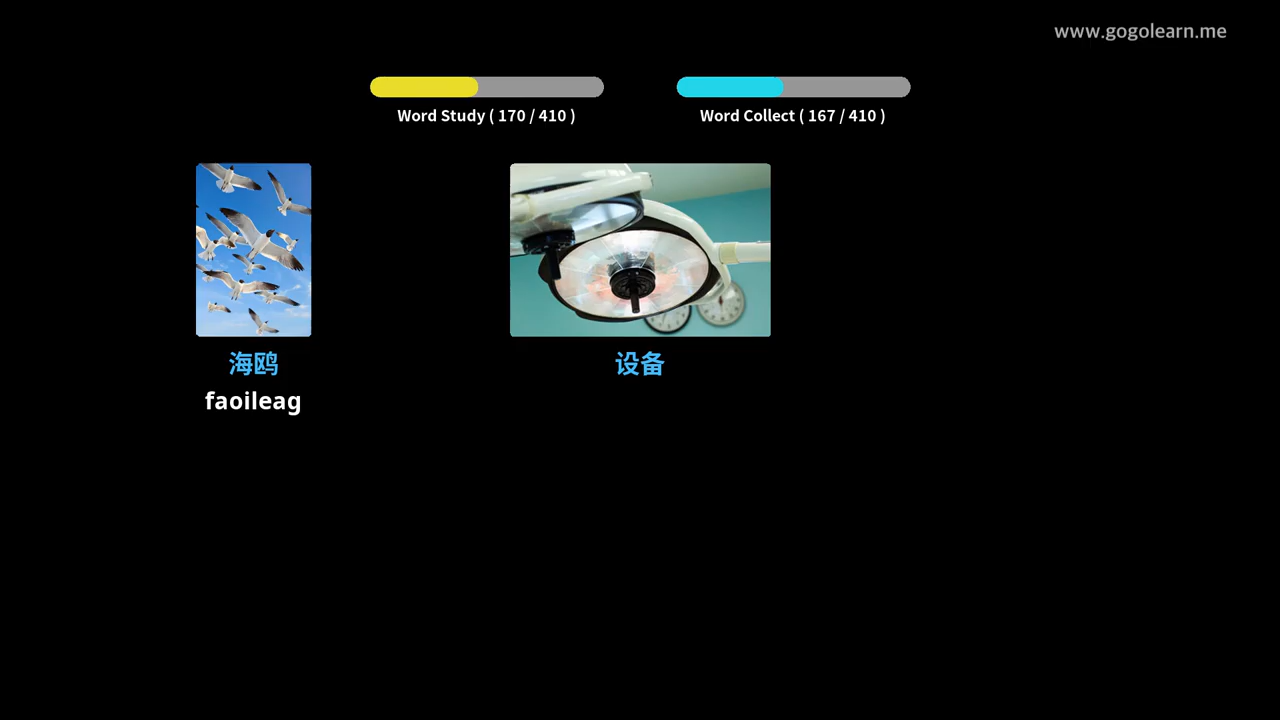 www.gogolearn.me
Word Study ( 170 / 410 )
Word Collect ( 167 / 410 )
海鸥
faoileag
设备